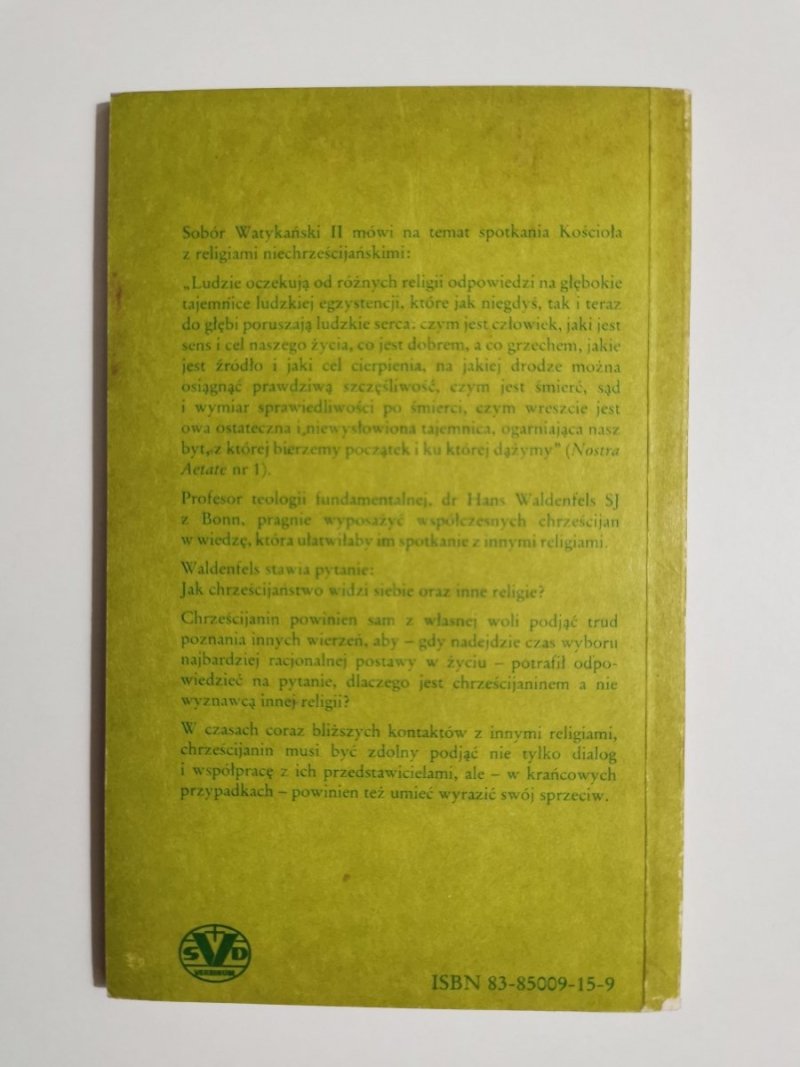 Sobór Watykański II mówi na temat spotkania Kościoła
z religiami niechrześcijańskimi:
„Ludzie oczekują od różnych religii odpowiedzi na głębokie
tajemnice ludzkiej egzystencji, które jak niegdyś, tak i teraz
do głębi poruszają ludzkie serca; czym jest człowiek, jaki jest
sens i cel naszego życia, co jest dobrem, a co grzechem, jakie
jest źródło i jaki cel cierpienia, na jakiej drodze można
osiągnąć prawdziwą szczęśliwość, czym jest śmierć, sąd
i wymiar sprawiedliwości po śmierci, czym wreszcie jest
owa ostateczna i niewysłowiona tajemnica, ogarniająca nasz
byt, z której bierzemy początek i ku której dążymy” (Nostra
Aetate nr 1).
Profesor teologii fundamentalnej, dr Hans Waldenfels SJ
z Bonn, pragnie wyposażyć współczesnych chrześcijan
w wiedzę, która ułatwiłaby im spotkanie z innymi religiami.
Waldenfels stawia pytanie:
Jak chrześcijaństwo widzi siebie oraz inne religie?
Chrześcijanin powinien sam z własnej woli podjąć trud
poznania innych wierzeń, aby – gdy nadejdzie czas wyboru
najbardziej racjonalnej postawy w życiu – potrafił odpo-
wiedzieć na pytanie, dlaczego jest chrześcijaninem a nie
wyznawcą innej religii?
W czasach coraz bliższych kontaktów z innymi religiami,
chrześcijanin musi być zdolny podjąć nie tylko dialog
i współpracę z ich przedstawicielami, ale – w krańcowych
przypadkach – powinien też umieć wyrazić swój sprzeciw.
SVD
ISBN 83-85009-15-9